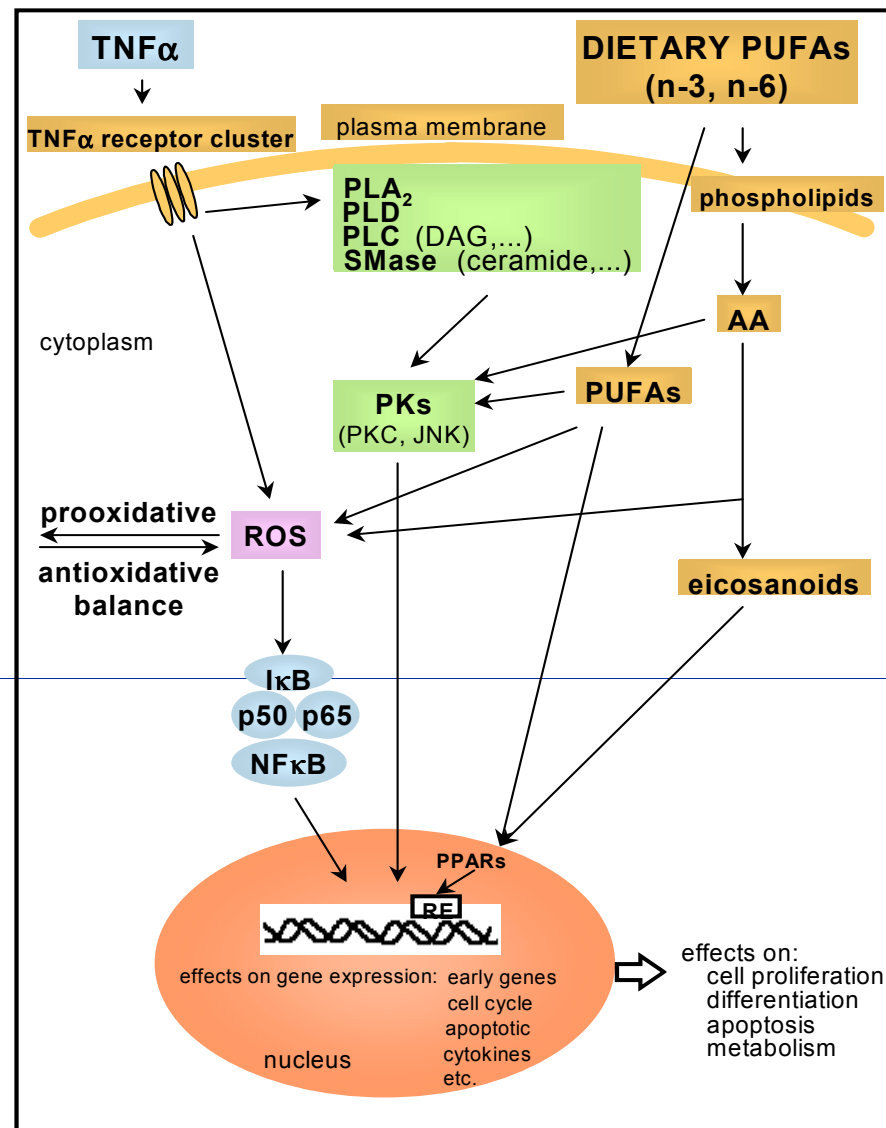 TNFα
DIETARY PUFAs
(n-3, n-6)
TNFα receptor cluster
plasma membrane
phospholipids
PLA2
PLD
PLC (DAG,...)
SMase (ceramide,...)
AA
cytoplasm
PUFAs
PKs
(PKC, JNK)
prooxidative
ROS
antioxidative
balance
eicosanoids
IκB
p50 p65
NFκB
PPARs
RE
effects on gene expression: early genes
cell cycle
apoptotic
cytokines
etc.
nucleus
effects on:
cell proliferation
differentiation
apoptosis
metabolism